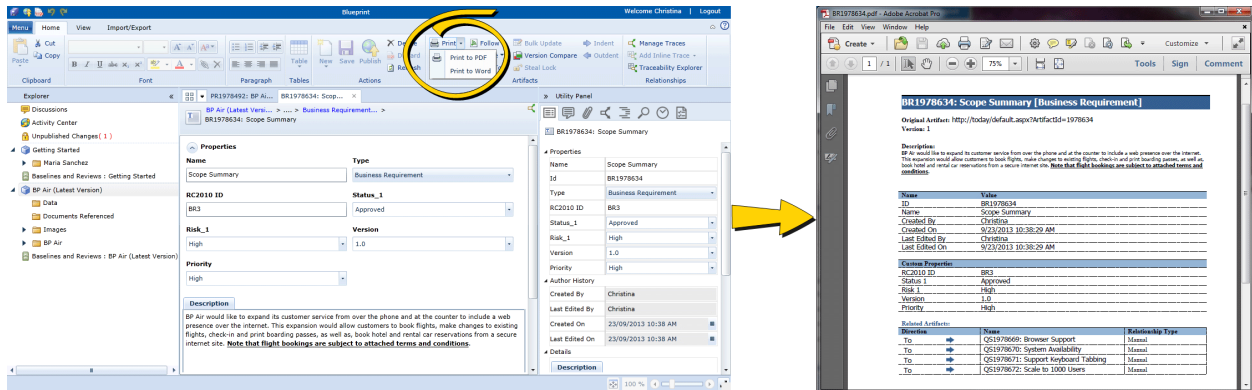 Blueprint
Welcome Christina | Logout
Menu Home View Import/Export
Paste
Cut
Copy
Clipboard
Font
Paragraph
Table
Tables
New Save Publish
Refresh
Actions
Print
Print to PDF
Print to Word
Follow
Bulk Update
Version Compare
Steal Lock
Indent
Outdent
Artifacts
Manage Traces
Add Inline Trace
Traceability Explorer
Relationships
Explorer
Discussions
Activity Center
Unpublished Changes( 1 )
Getting Started
Maria Sanchez
Baselines and Reviews : Getting Started
BP Air (Latest Version)
Data
Documents Referenced
Images
BP Air
Baselines and Reviews : BP Air (Latest Version)
PR1978492: BP Ai... BR1978634: Scop... ×
BP Air (Latest Versi... > .... > Business Requirement... >
BR1978634: Scope Summary
Properties
Name Type
Scope Summary Business Requirement
RC2010 ID Status_1
BR3 Approved
Risk_1 Version
High 1.0
Priority
High
Description
BP Air would like to expand its customer service from over the phone and at the counter to include a web
presence over the internet. This expansion would allow customers to book flights, make changes to existing
flights, check-in and print boarding passes, as well as, book hotel and rental car reservations from a secure
internet site. Note that flight bookings are subject to attached terms and conditions.
» Utility Panel
BR1978634: Scope Summary
Properties
Name Scope Summary
Id BR1978634
Type Business Requirement
RC2010 ID BR3
Status_1 Approved
Risk_1 High
Version 1.0
Priority High
Author History
Created By Christina
Last Edited By Christina
Created On 23/09/2013 10:38 AM
Last Edited On 23/09/2013 10:38 AM
Details
Description
100 %
BR1978634.pdf - Adobe Acrobat Pro
File Edit View Window Help
Create Customize
1 / 1 75% Tools Sign Comment
BR1978634: Scope Summary [Business Requirement]
Original Artifact: http://today/default.aspx?ArtifactId=1978634
Version: 1
Description:
BP Air would like to expand its customer service from over the phone and at the counter to include a web presence over the internet.
This expansion would allow customers to book flights, make changes to existing flights, check-in and print boarding passes, as well as,
book hotel and rental car reservations from a secure internet site. Note that flight bookings are subject to attached terms and
conditions.
Name Value
ID BR1978634
Name Scope Summary
Created By Christina
Created On 9/23/2013 10:38:29 AM
Last Edited By Christina
Last Edited On 9/23/2013 10:38:29 AM
Custom Properties
RC2010 ID BR3
Status 1 Approved
Risk 1 High
Version 1.0
Priority High
Related Artifacts:
Direction Name Relationship Type
To QS1978669: Browser Support Manual
To QS1978670: System Availability Manual
To QS1978671: Support Keyboard Tabbing Manual
To QS1978672: Scale to 1000 Users Manual